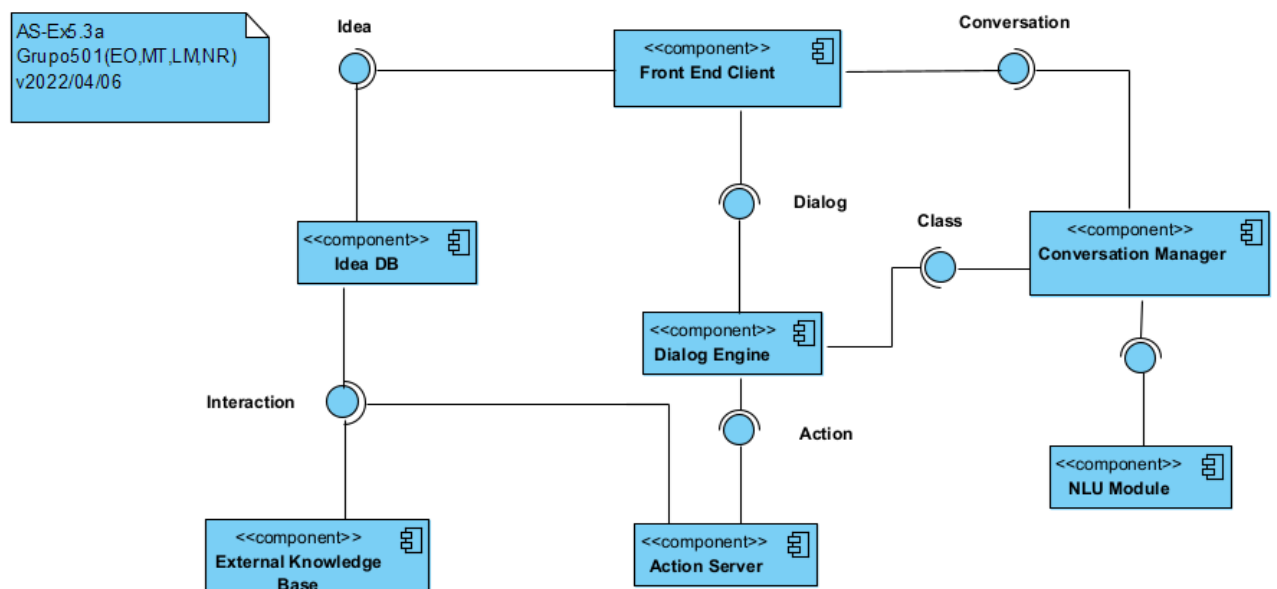 AS-Ex5.3a
Grupo501(EO,MT,LM,NR)
v2022/04/06
Idea
Conversation
<<component>>
Front End Client
Dialog
Class
<<component>>
Idea DB
<<component>>
Conversation Manager
<<component>>
Dialog Engine
Interaction
Action
<<component>>
NLU Module
<<component>>
External Knowledge
Base
<<component>>
Action Server